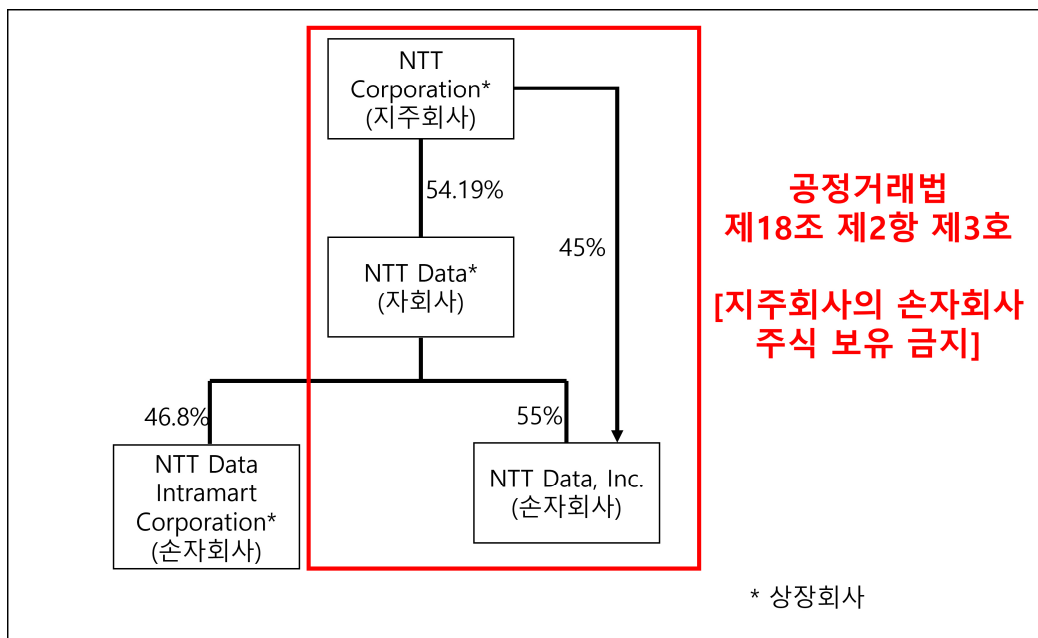 NTT
Corporation*
(지주회사)
54.19%
45%
NTT Data*
(자회사)
46.8%
55%
NTT Data
Intramart
Corporation*
(손자회사)
NTT Data, Inc.
(손자회사)
공정거래법
제18조 제2항 제3호
[지주회사의 손자회사
주식 보유 금지]
* 상장회사